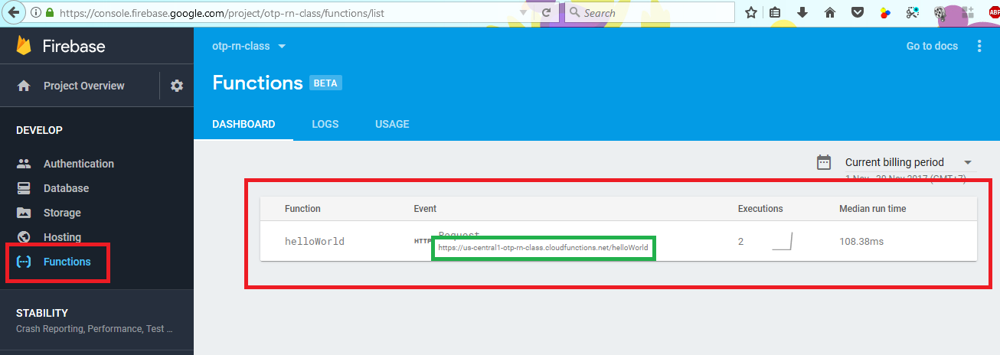 https://console.firebase.google.com/project/otp-rn-class/functions/list
Search
ABP
Firebase
otp-rn-class
Go to docs
Project Overview
Functions BETA
DEVELOP
DASHBOARD LOGS USAGE
Authentication
Database
Storage
Hosting
Functions
STABILITY
Crash Reporting, Performance, Test ...
Current billing period
1 Nov - 30 Nov 2017 (GMT+7)
Function Event Executions Median run time
helloWorld HTTP Request 2 108.38ms
https://us-central1-otp-rn-class.cloudfunctions.net/helloWorld